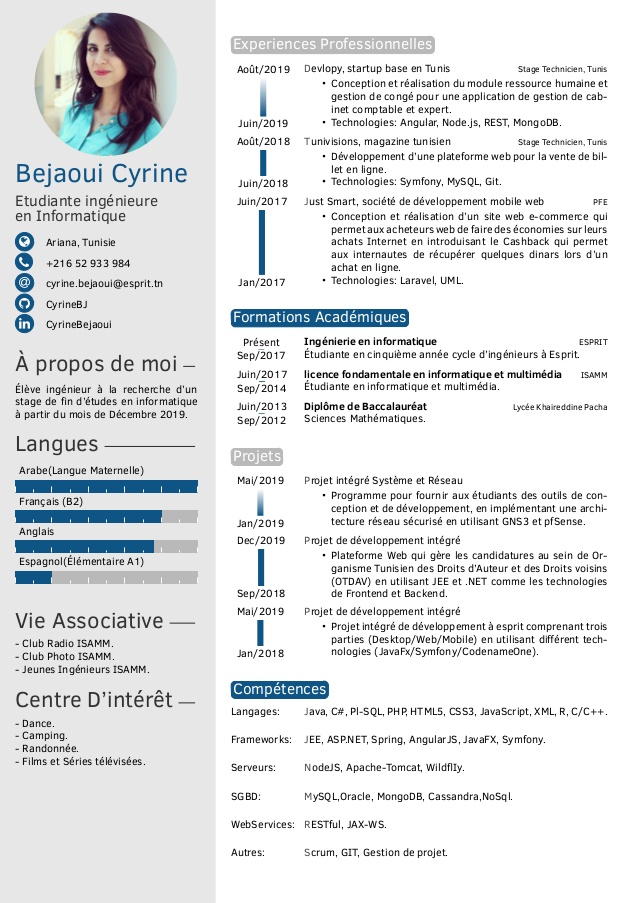 Bejaoui Cyrine
Etudiante ingénieure
en Informatique
Ariana, Tunisie
+216 52 933 984
cyrine.bejaoui@esprit.tn
CyrineBJ
CyrineBejaoui
À propos de moi
Élève ingénieur à la recherche d'un
stage de fin d'études en informatique
à partir du mois de Décembre 2019.
Langues
Arabe(Langue Maternelle)
Français (B2)
Anglais
Espagnol(Élémentaire A1)
Vie Associative
- Club Radio ISAMM.
- Club Photo ISAMM.
- Jeunes Ingénieurs ISAMM.
Centre D'intérêt
- Dance.
- Camping.
- Randonnée.
- Films et Séries télévisées.
Experiences Professionnelles
Août/2019 Devlopy, startup base en Tunis Stage Technicien, Tunis
• Conception et réalisation du module ressource humaine et
gestion de congé pour une application de gestion de cab-
inet comptable et expert.
Juin/2019 • Technologies: Angular, Node.js, REST, MongoDB.
Août/2018 Tunivisions, magazine tunisien Stage Technicien, Tunis
• Développement d'une plateforme web pour la vente de bil-
let en ligne.
Juin/2018 • Technologies: Symfony, MySQL, Git.
Juin/2017 Just Smart, société de développement mobile web PFE
• Conception et réalisation d'un site web e-commerce qui
permet aux acheteurs web de faire des économies sur leurs
achats Internet en introduisant le Cashback qui permet
aux internautes de récupérer quelques dinars lors d'un
achat en ligne.
Jan/2017 • Technologies: Laravel, UML.
Formations Académiques
Présent Ingénierie en informatique ESPRIT
Sep/2017 Étudiante en cinquième année cycle d'ingénieurs à Esprit.
Juin/2017 licence fondamentale en informatique et multimédia ISAMM
Sep/2014 Étudiante en informatique et multimédia.
Juin/2013 Diplôme de Baccalauréat Lycée Khaireddine Pacha
Sep/2012 Sciences Mathématiques.
Projets
Mai/2019 Projet intégré Système et Réseau
• Programme pour fournir aux étudiants des outils de con-
ception et de développement, en implémentant une archi-
Jan/2019 tecture réseau sécurisé en utilisant GNS3 et pfSense.
Dec/2019 Projet de développement intégré
• Plateforme Web qui gère les candidatures au sein de Or-
ganisme Tunisien des Droits d'Auteur et des Droits voisins
(OTDAV) en utilisant JEE et .NET comme les technologies
Sep/2018 de Frontend et Backend.
Mai/2019 Projet de développement intégré
• Projet intégré de développement à esprit comprenant trois
parties (Desktop/Web/Mobile) en utilisant différent tech-
Jan/2018 nologies (JavaFx/Symfony/CodenameOne).
Compétences
Langages: Java, C#, Pl-SQL, PHP, HTML5, CSS3, JavaScript, XML, R, C/C++.
Frameworks: JEE, ASP.NET, Spring, AngularJS, JavaFX, Symfony.
Serveurs: NodeJS, Apache-Tomcat, WildflIy.
SGBD: MySQL,Oracle, MongoDB, Cassandra,NoSql.
WebServices: RESTful, JAX-WS.
Autres: Scrum, GIT, Gestion de projet.